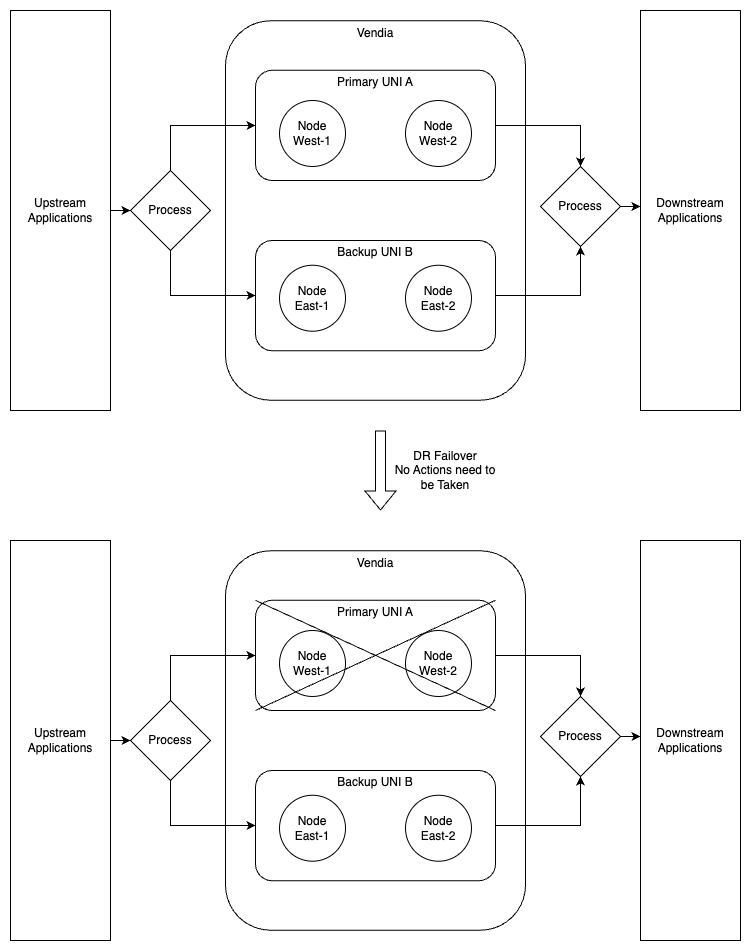 Vendia
Primary UNI A
Node
West-1
Node
West-2
Upstream
Applications
Process
Process
Downstream
Applications
Backup UNI B
Node
East-1
Node
East-2
DR Failover
No Actions need to
be Taken
Vendia
Primary UNI A
Node
West-1
Node
West-2
Upstream
Applications
Process
Process
Downstream
Applications
Backup UNI B
Node
East-1
Node
East-2